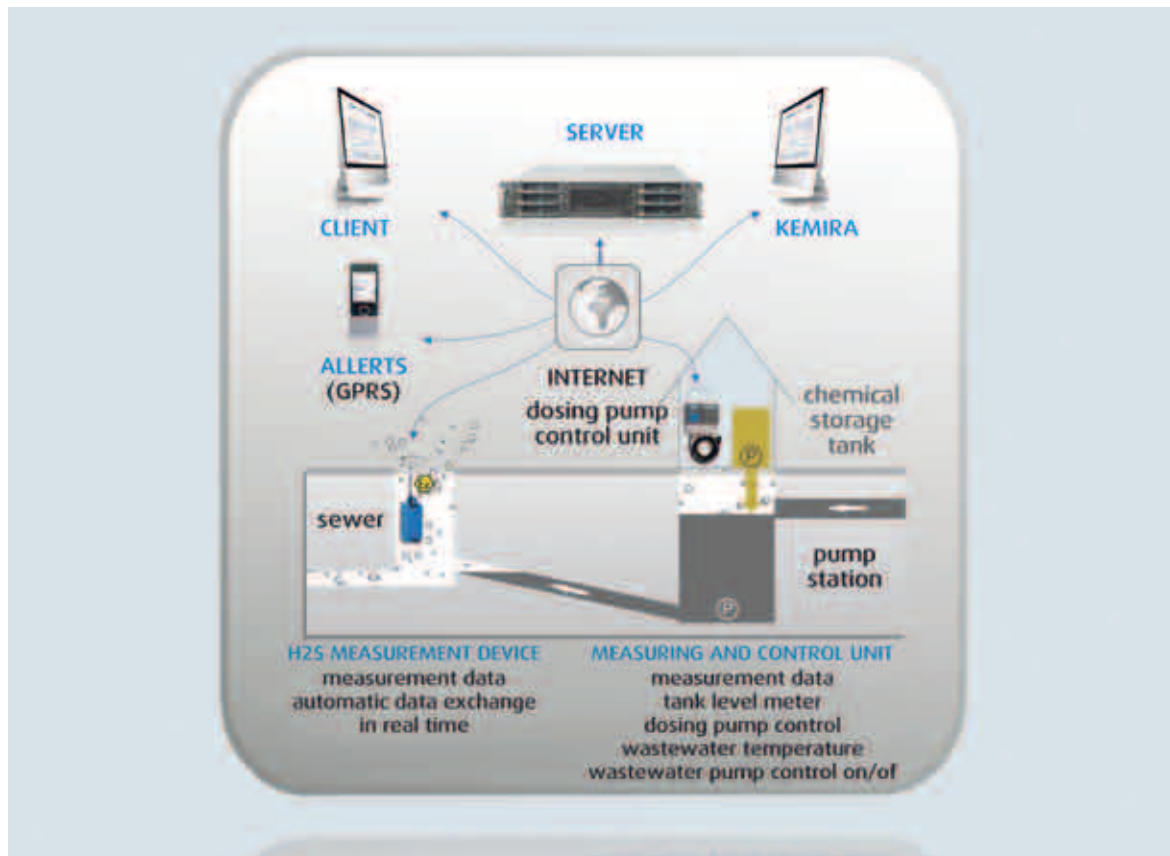 SERVER
CLIENT
KEMIRA
ALLERTS
(GPRS)
INTERNET
dosing pump
control unit
chemical
storage
tank
P
sewer
Ex
pump
station
P
H2S MEASUREMENT DEVICE
measurement data
automatic data exchange
in real time
MEASURING AND CONTROL UNIT
measurement data
tank level meter
dosing pump control
wastewater temperature
wastewater pump control on/of